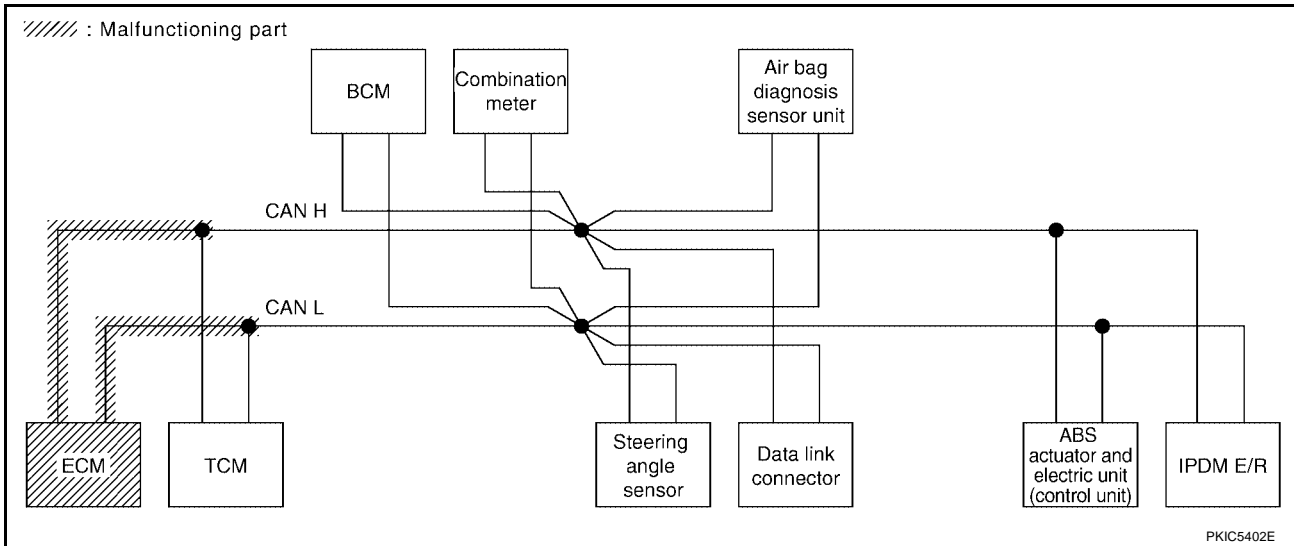 : Malfunctioning part
BCM
Combination
meter
Air bag
diagnosis
sensor unit
CAN H
CAN L
ECM
TCM
Steering
angle
sensor
Data link
connector
ABS
actuator and
electric unit
(control unit)
IPDM E/R
PKIC5402E